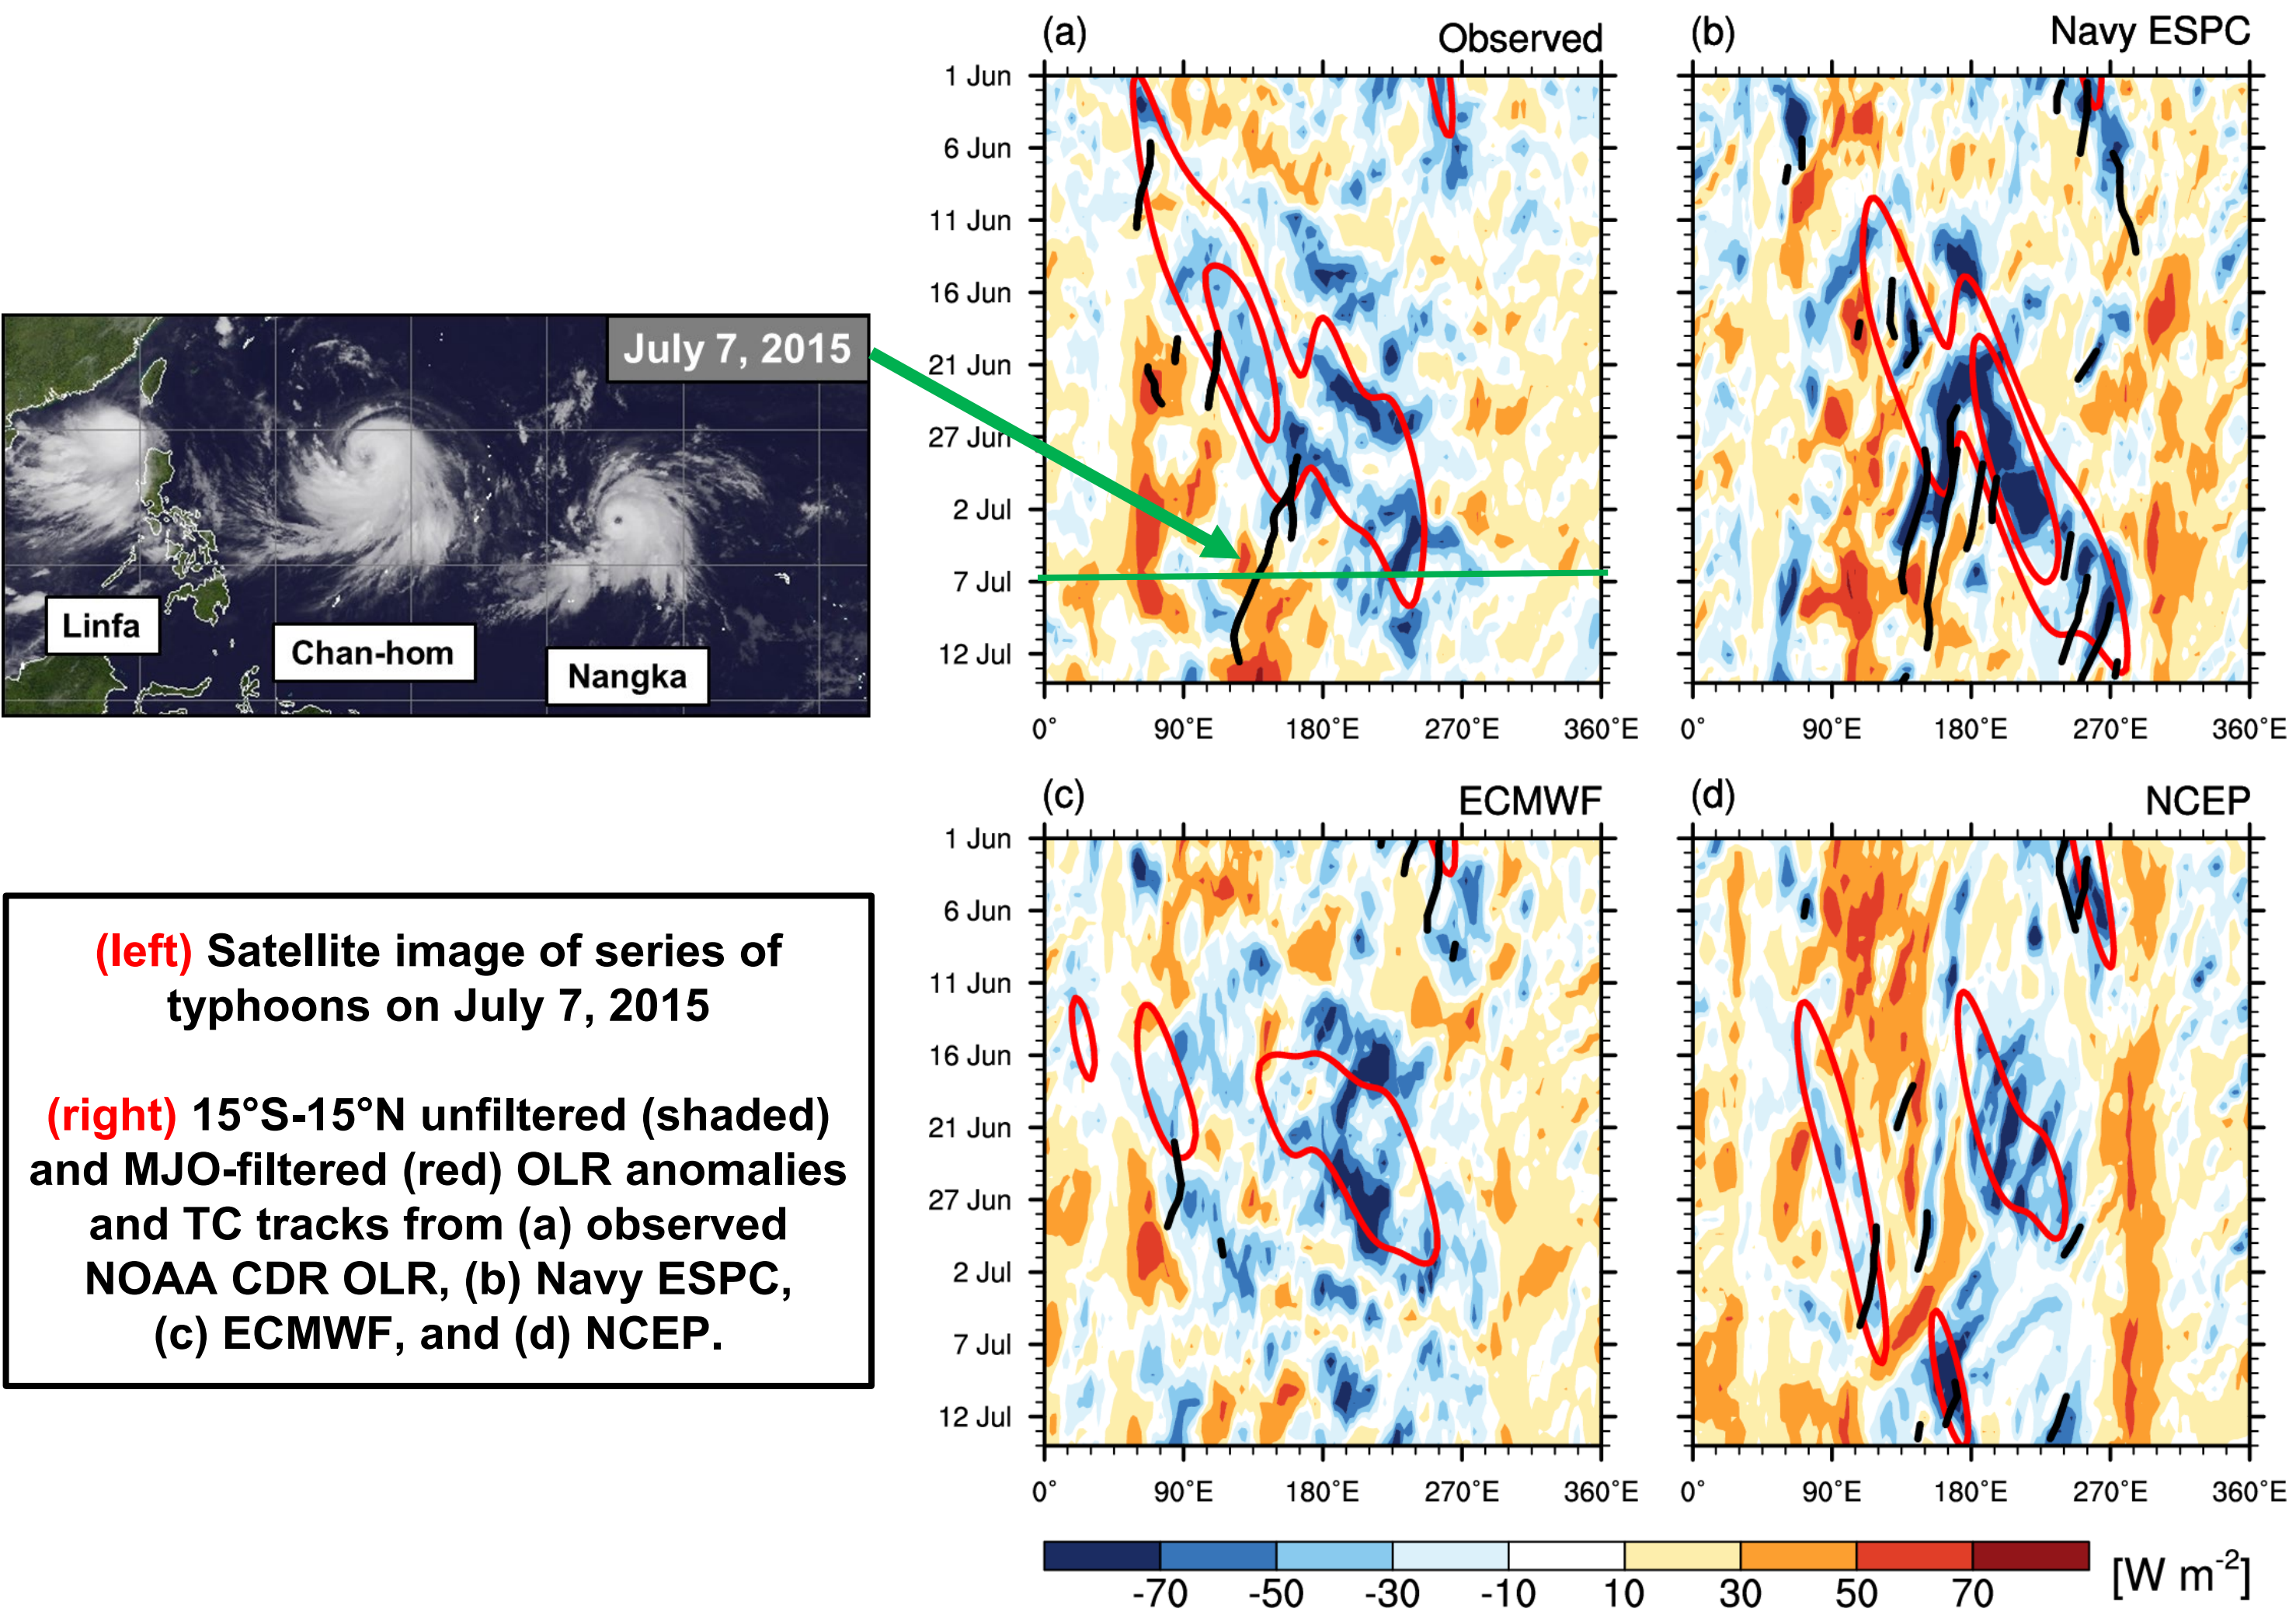 (a)
Observed
(b)
Navy ESPC
1 Jun
6 Jun
11 Jun
16 Jun
21 Jun
27 Jun
2 Jul
7 Jul
12 Jul
0°
90°E
180°E
270°E
360°E
0°
90°E
180°E
270°E
360°E
July 7, 2015
Linfa
Chan-hom
Nangka
(left) Satellite image of series of
typhoons on July 7, 2015
(right) 15°S-15°N unfiltered (shaded)
and MJO-filtered (red) OLR anomalies
and TC tracks from (a) observed
NOAA CDR OLR, (b) Navy ESPC,
(c) ECMWF, and (d) NCEP.
(c)
ECMWF
(d)
NCEP
1 Jun
6 Jun
11 Jun
16 Jun
21 Jun
27 Jun
2 Jul
7 Jul
12 Jul
0°
90°E
180°E
270°E
360°E
0°
90°E
180°E
270°E
360°E
-70 -50 -30 -10 10 30 50 70
[W m⁻²]